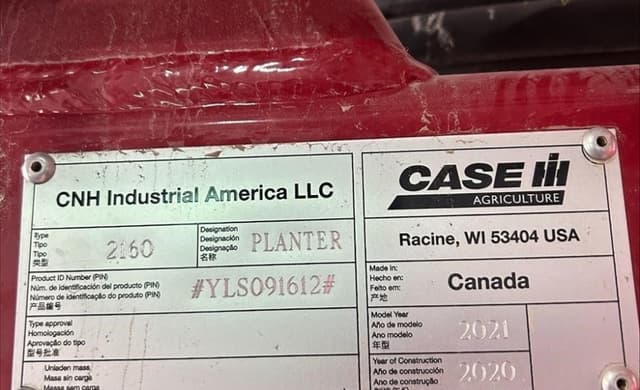 CNH Industrial America LLC
Type
Tipo
Tipo
类型
2160
Designation
Designación
Designação
名称
PLANTER
Product ID Number (PIN)
Núm. de identificación del producto (PIN)
Número de identificação do produto (PIN)
产品编号
#YLS091612#
Type approval
Homologación
Aprovação do tipo
型号批准
Unladen mass
Masa sin carga
Massa sem carga
CASE IH
AGRICULTURE
Racine, WI 53404 USA
Made in:
Hecho en:
Feito em:
产地
Canada
Model Year
Año de modelo
Ano modelo
年型
2021
Year of Construction
Año de construcción
Ano de construção
2020